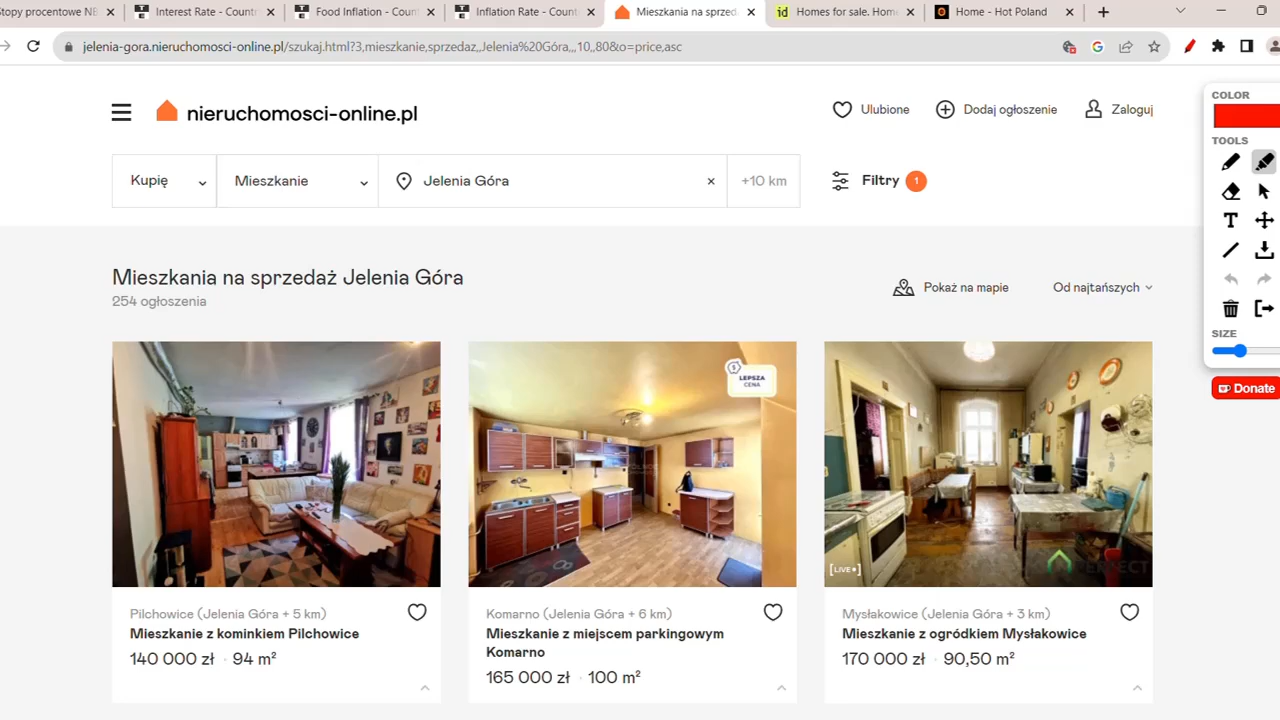 Stopy procentowe NB
Interest Rate - Count
Food Inflation - Coun
Inflation Rate - Coun
Mieszkania na sprzed
Homes for sale. Home
Home - Hot Poland
jelenia-gora.nieruchomosci-online.pl/szukaj.html?3,mieszkanie,sprzedaz,,Jelenia%20Góra,,,10,,80&o=price,asc
nieruchomosci-online.pl
Ulubione
Dodaj ogłoszenie
Zaloguj
Kupię
Mieszkanie
Jelenia Góra
+10 km
Filtry 1
Mieszkania na sprzedaż Jelenia Góra
254 ogłoszenia
Pokaż na mapie
Od najtańszych
LEPSZA
CENA
[LIVE•]
Pilchowice (Jelenia Góra + 5 km)
Mieszkanie z kominkiem Pilchowice
140 000 zł · 94 m²
Komarno (Jelenia Góra + 6 km)
Mieszkanie z miejscem parkingowym
Komarno
165 000 zł · 100 m²
Mysłakowice (Jelenia Góra + 3 km)
Mieszkanie z ogródkiem Mysłakowice
170 000 zł · 90,50 m²
COLOR
TOOLS
T
SIZE
Donate